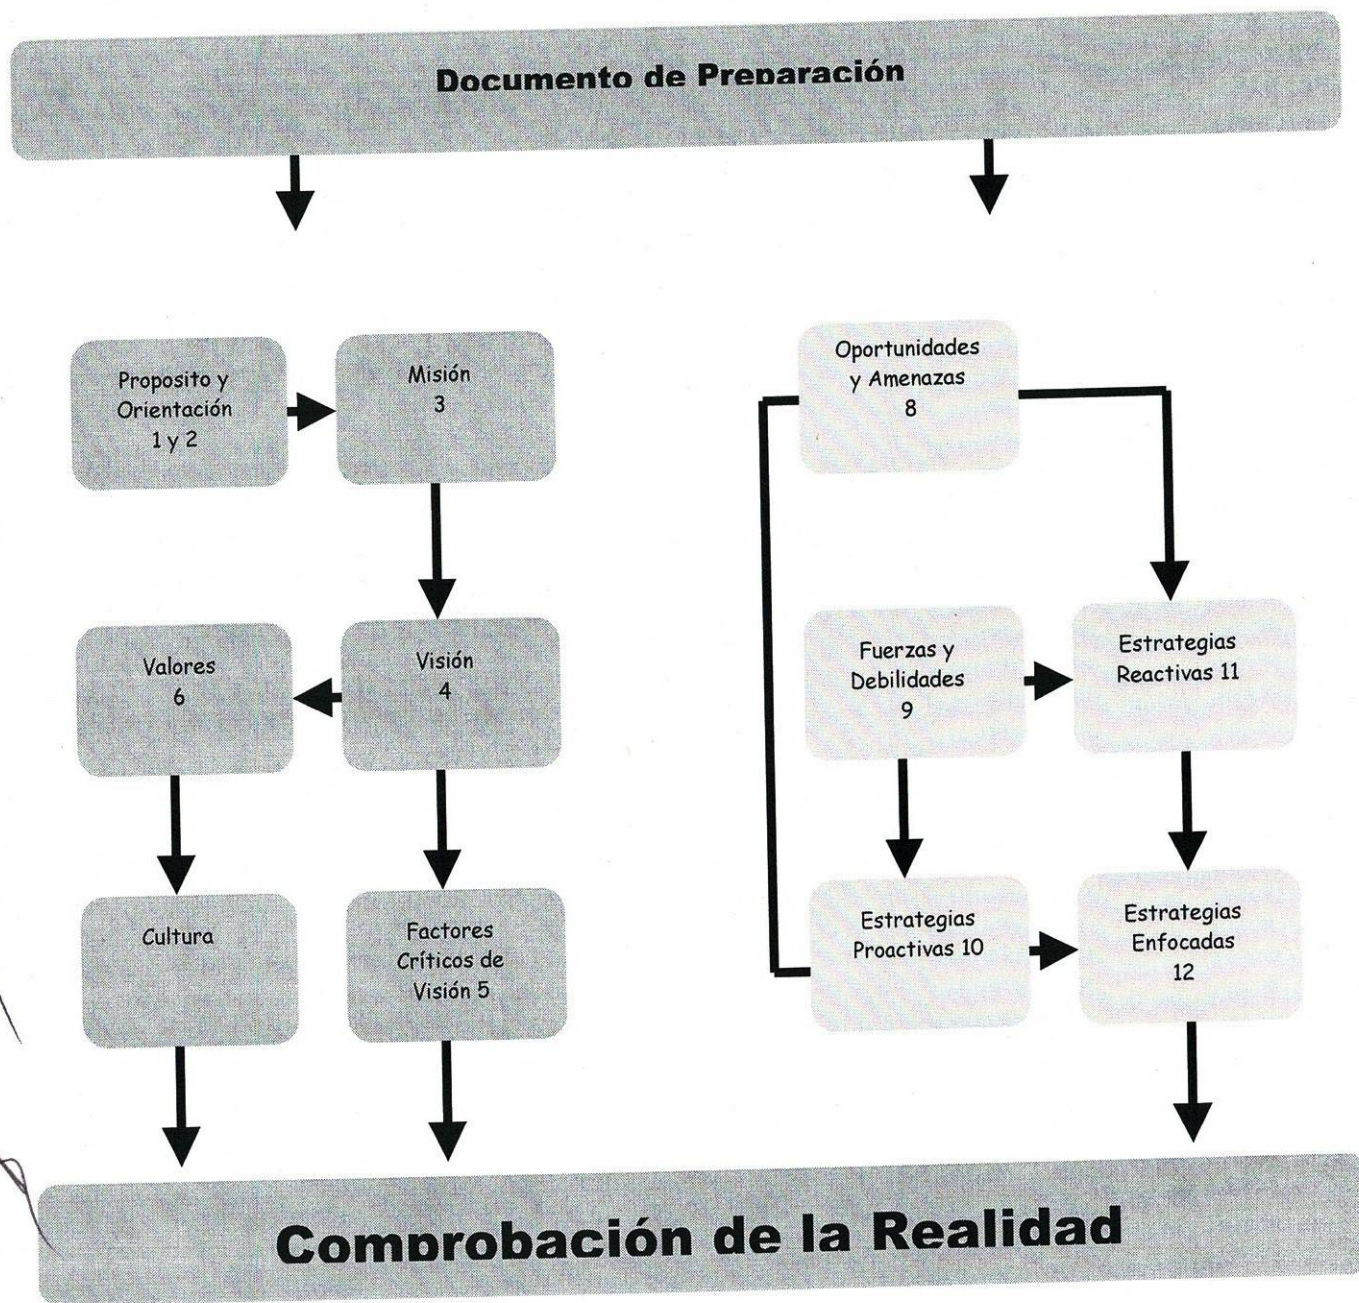 Documento de Preparación
Proposito y
Orientación
1 y 2
Misión
3
Oportunidades
y Amenazas
8
Valores
6
Visión
4
Fuerzas y
Debilidades
9
Estrategias
Reactivas 11
Cultura
Factores
Críticos de
Visión 5
Estrategias
Proactivas 10
Estrategias
Enfocadas
12
Comprobación de la Realidad